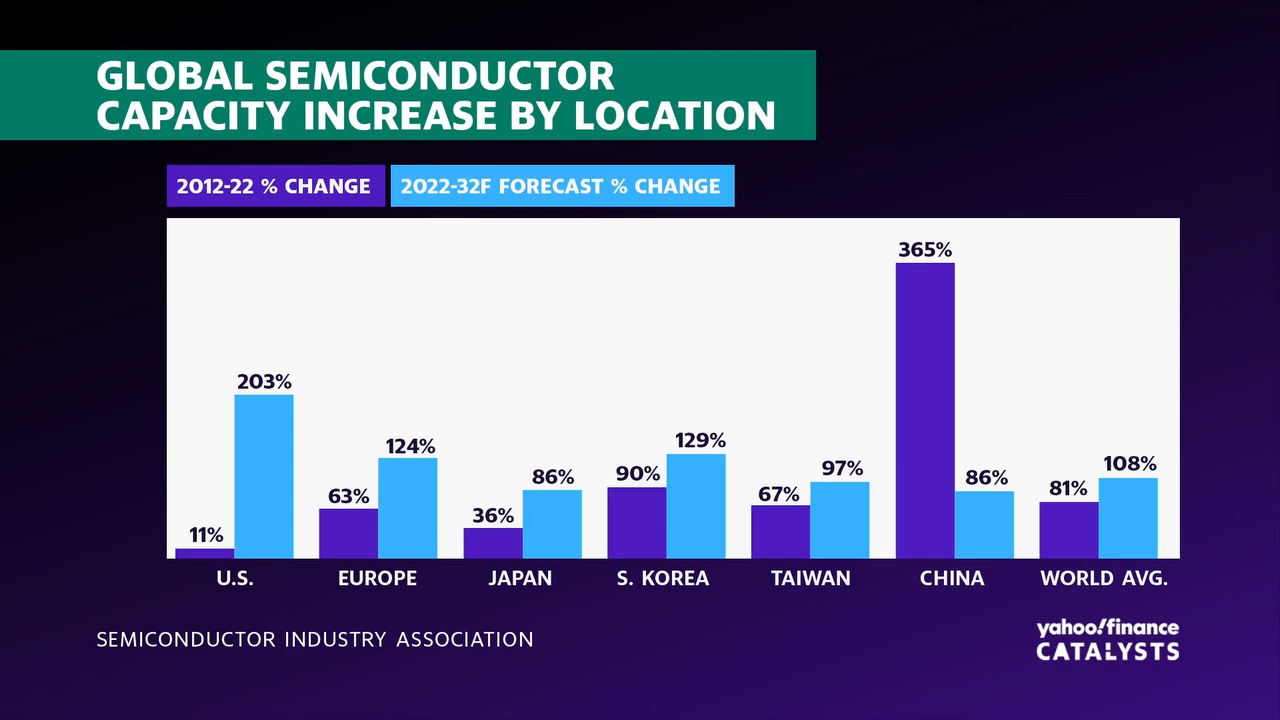 GLOBAL SEMICONDUCTOR
CAPACITY INCREASE BY LOCATION
2012-22 % CHANGE
2022-32F FORECAST % CHANGE
11%
203%
63%
124%
36%
86%
90%
129%
67%
97%
365%
86%
81%
108%
U.S.
EUROPE
JAPAN
S. KOREA
TAIWAN
CHINA
WORLD AVG.
SEMICONDUCTOR INDUSTRY ASSOCIATION
yahoo!finance
CATALYSTS